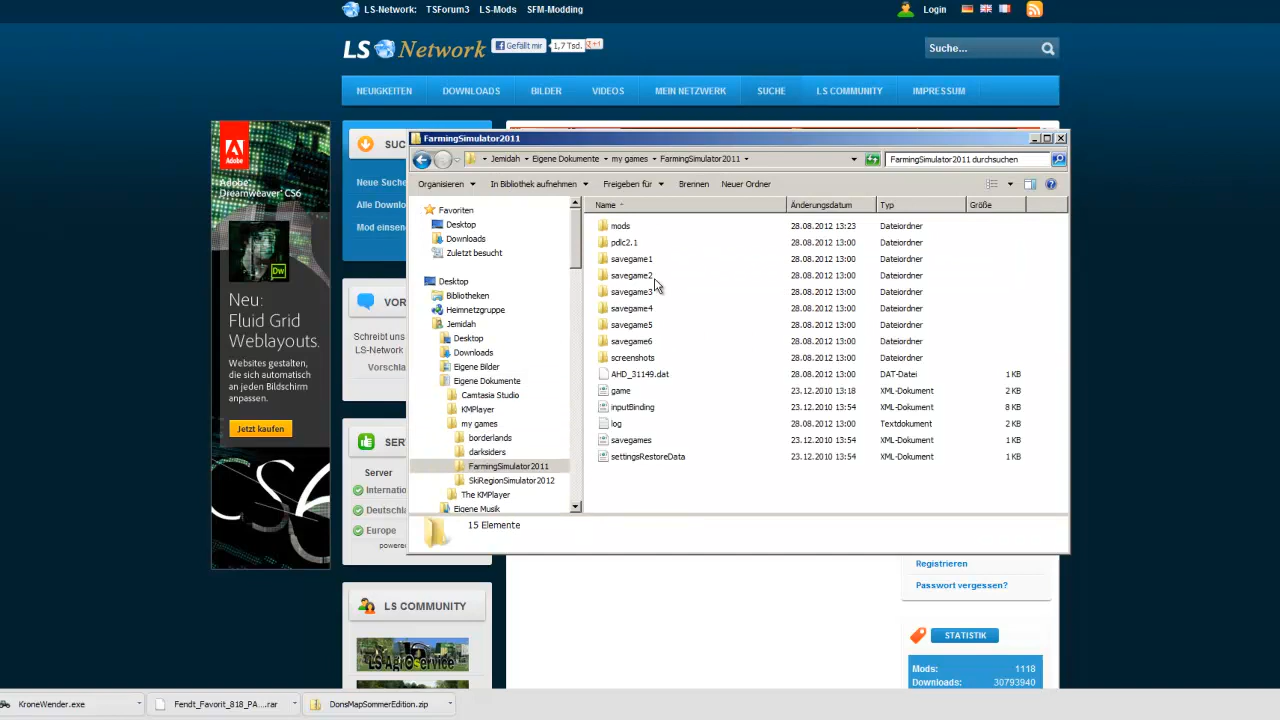 LS-Network: TSForum3 LS-Mods SFM-Modding Login
LS Network Gefällt mir 1,7 Tsd. +1 Suche...
NEUIGKEITEN DOWNLOADS BILDER VIDEOS MEIN NETZWERK SUCHE LS COMMUNITY IMPRESSUM
Adobe
Adobe®
Dreamweaver® CS6
Dw
Neu:
Fluid Grid
Weblayouts.
Websites gestalten,
die sich automatisch
an jeden Bildschirm
anpassen.
Jetzt kaufen
SUC
Neue Suche
Alle Downlo
Mod einsen
VOR
Schreibt uns
LS-Network
Vorschla
SER
Server
Internatio
Deutschla
Europe
powere
LS COMMUNITY
LS AgrOservice
FarmingSimulator2011
Jemidah Eigene Dokumente my games FarmingSimulator2011 FarmingSimulator2011 durchsuchen
Organisieren In Bibliothek aufnehmen Freigeben für Brennen Neuer Ordner
Favoriten
Desktop
Downloads
Zuletzt besucht
Desktop
Bibliotheken
Heimnetzgruppe
Jemidah
Desktop
Downloads
Eigene Bilder
Eigene Dokumente
Camtasia Studio
KMPlayer
my games
borderlands
darksiders
FarmingSimulator2011
SkiRegionSimulator2012
The KMPlayer
Eigene Musik
Name Änderungsdatum Typ Größe
mods 28.08.2012 13:23 Dateiordner
pdlc2.1 28.08.2012 13:00 Dateiordner
savegame1 28.08.2012 13:00 Dateiordner
savegame2 28.08.2012 13:00 Dateiordner
savegame3 28.08.2012 13:00 Dateiordner
savegame4 28.08.2012 13:00 Dateiordner
savegame5 28.08.2012 13:00 Dateiordner
savegame6 28.08.2012 13:00 Dateiordner
screenshots 28.08.2012 13:00 Dateiordner
AHD_31149.dat 28.08.2012 13:00 DAT-Datei 1 KB
game 23.12.2010 13:18 XML-Dokument 2 KB
inputBinding 23.12.2010 13:54 XML-Dokument 8 KB
log 28.08.2012 13:00 Textdokument 2 KB
savegames 23.12.2010 13:54 XML-Dokument 1 KB
settingsRestoreData 23.12.2010 13:54 XML-Dokument 1 KB
15 Elemente
Registrieren
Passwort vergessen?
STATISTIK
Mods: 1118
Downloads: 30793940
KroneWender.exe Fendt_Favorit_818_PA....rar DonsMapSommerEdition.zip